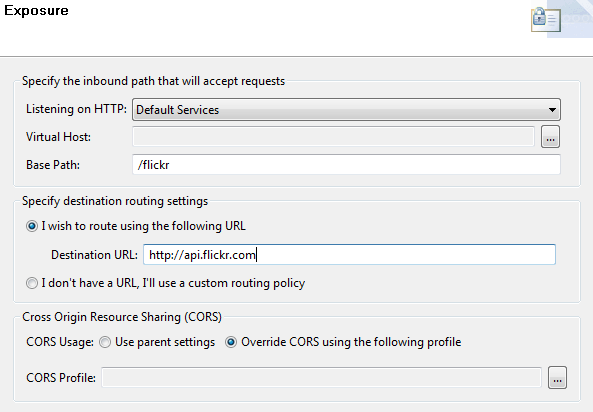 Exposure
Specify the inbound path that will accept requests
Listening on HTTP: Default Services
Virtual Host: ...
Base Path: /flickr
Specify destination routing settings
I wish to route using the following URL
Destination URL: http://api.flickr.com
I don't have a URL, I'll use a custom routing policy
Cross Origin Resource Sharing (CORS)
CORS Usage: Use parent settings Override CORS using the following profile
CORS Profile: ...